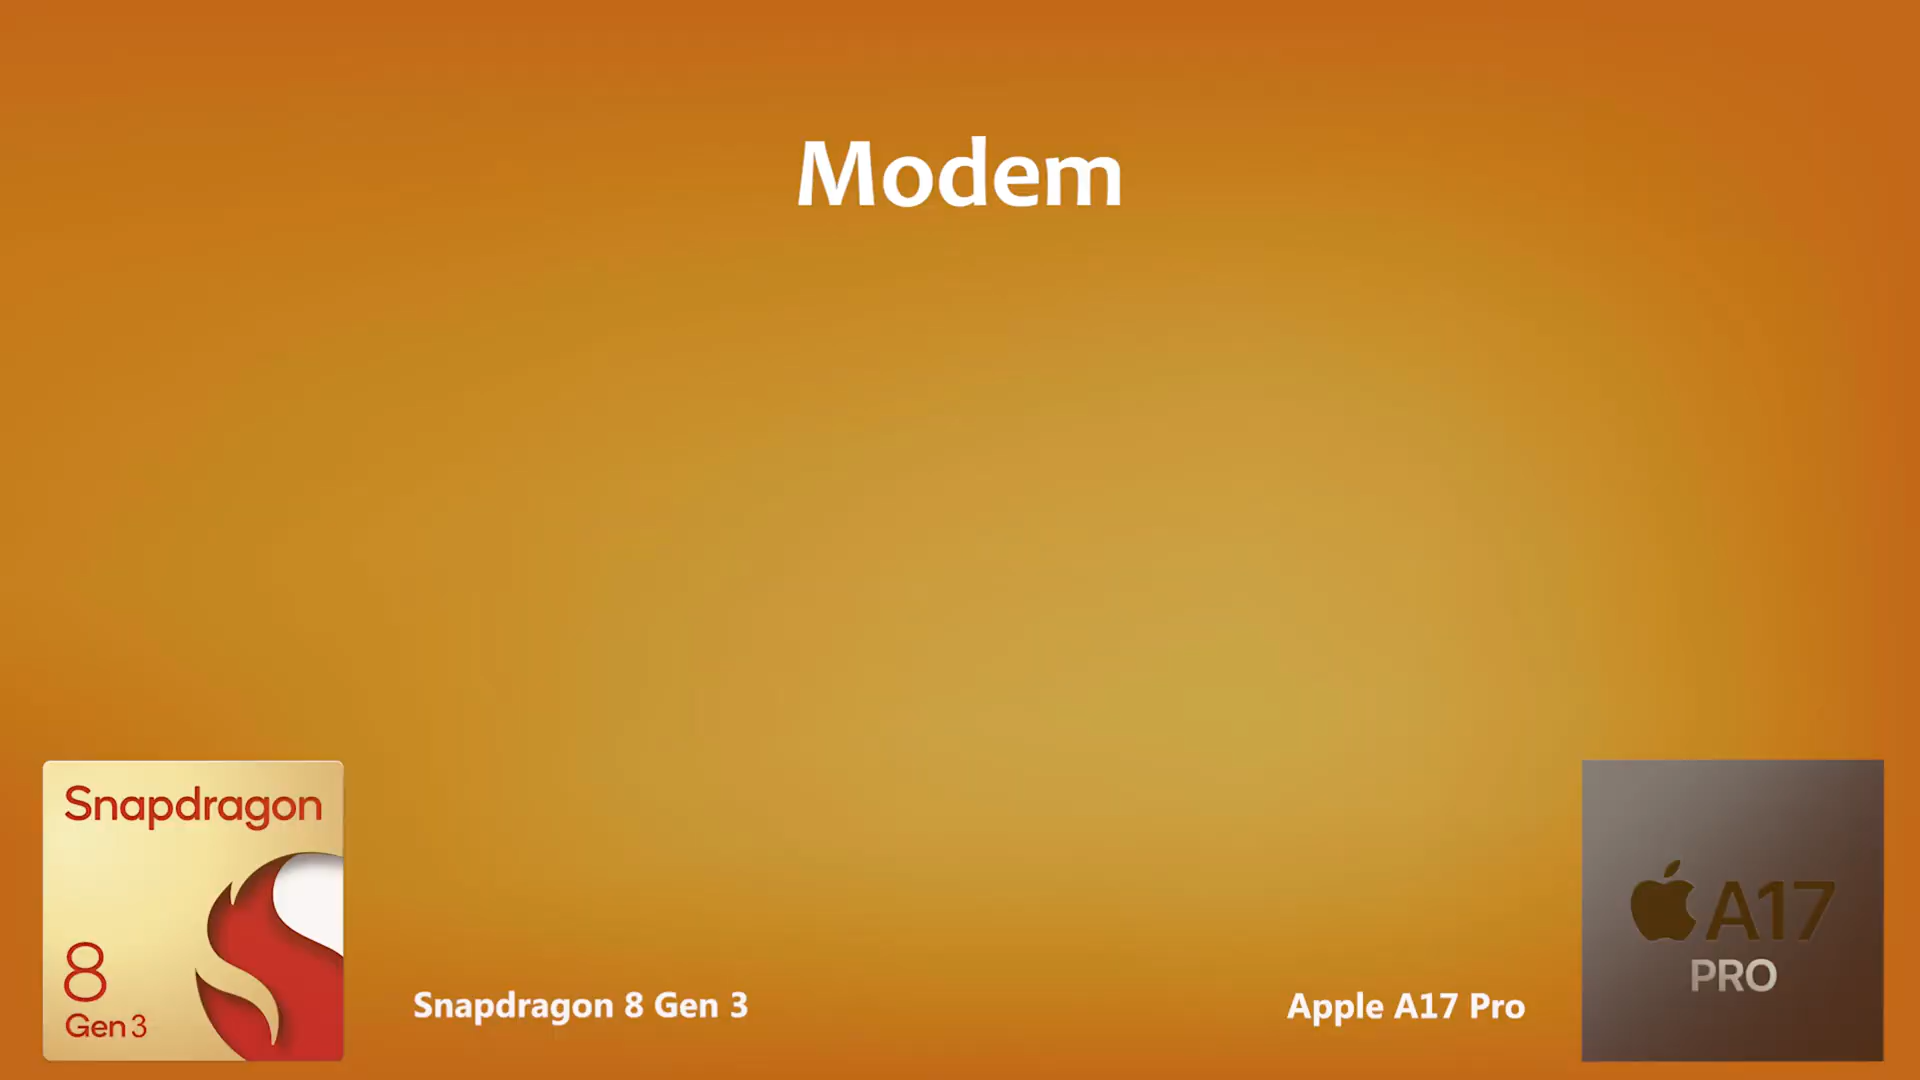 Modem
Snapdragon
8
Gen 3
Snapdragon 8 Gen 3
Apple A17 Pro
A17
PRO